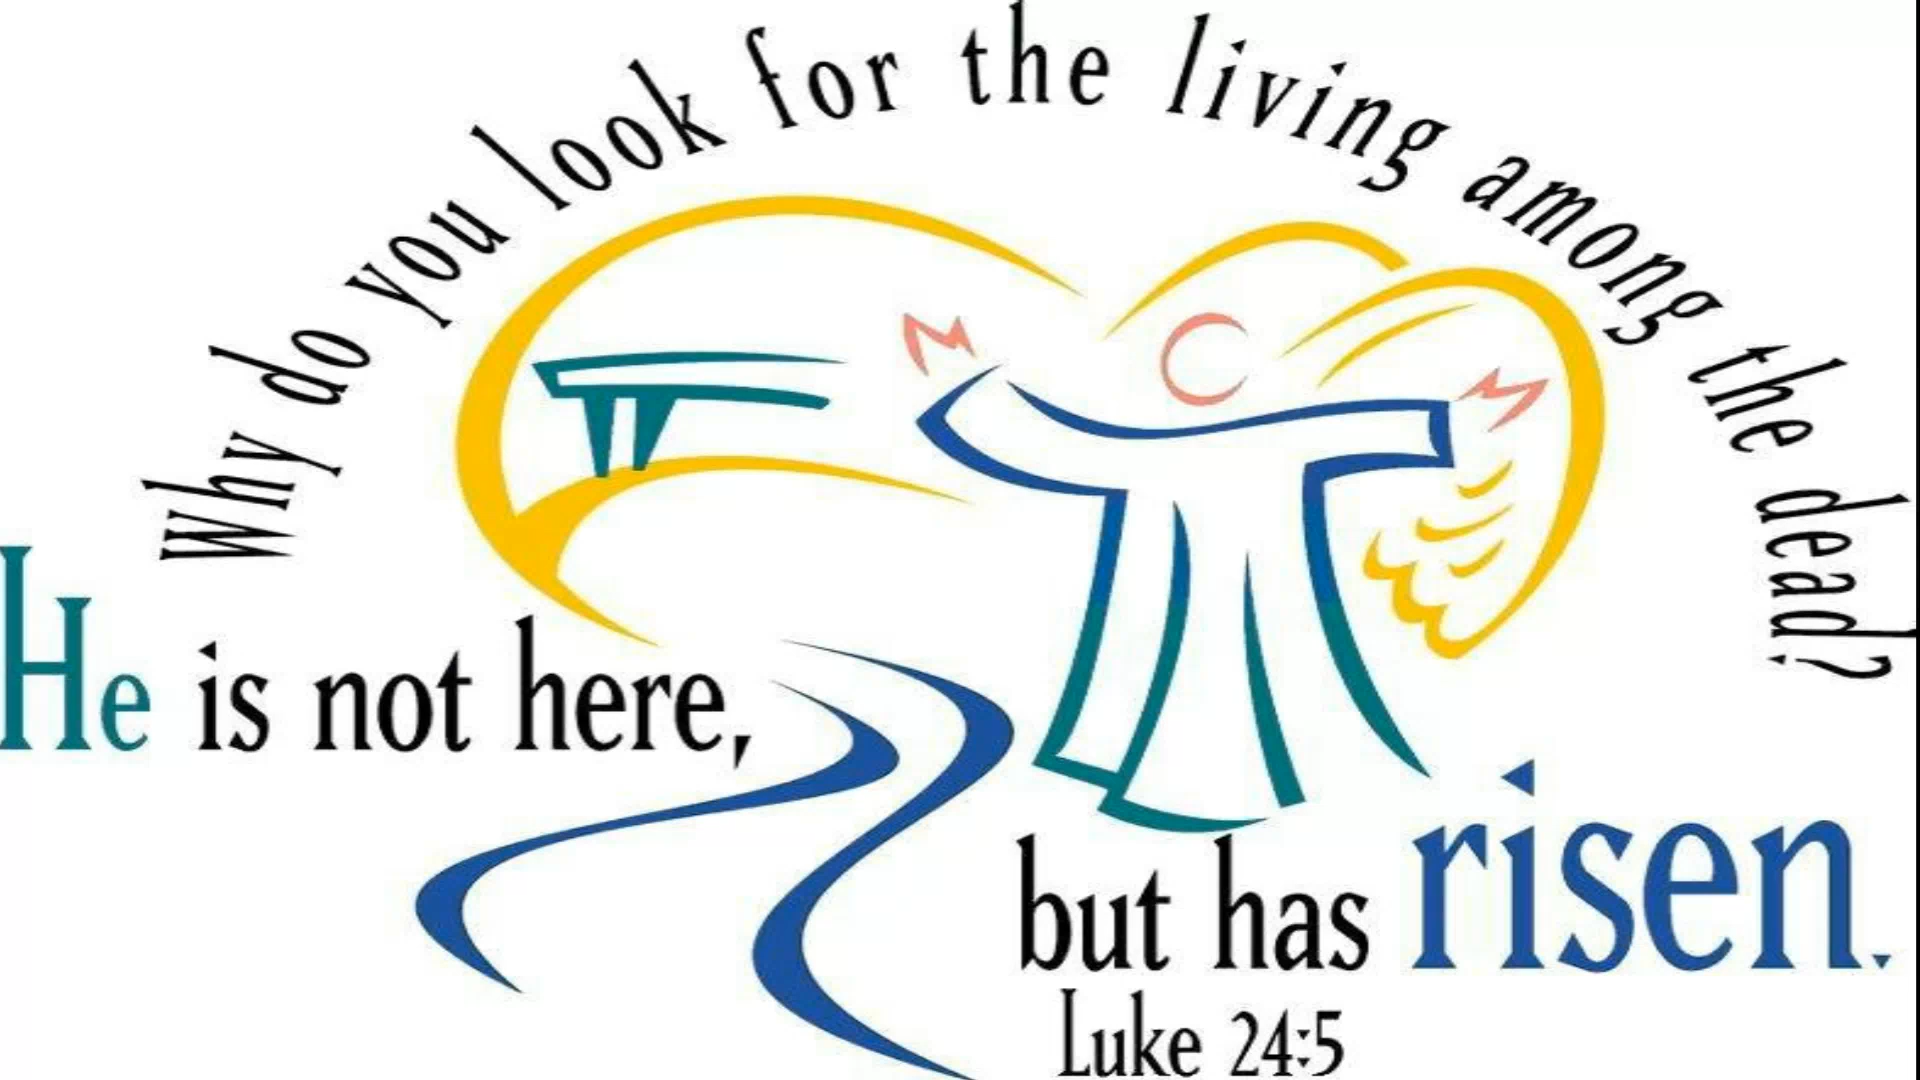 Why do you look for the living among the dead?
He is not here,
but has risen.
Luke 24:5